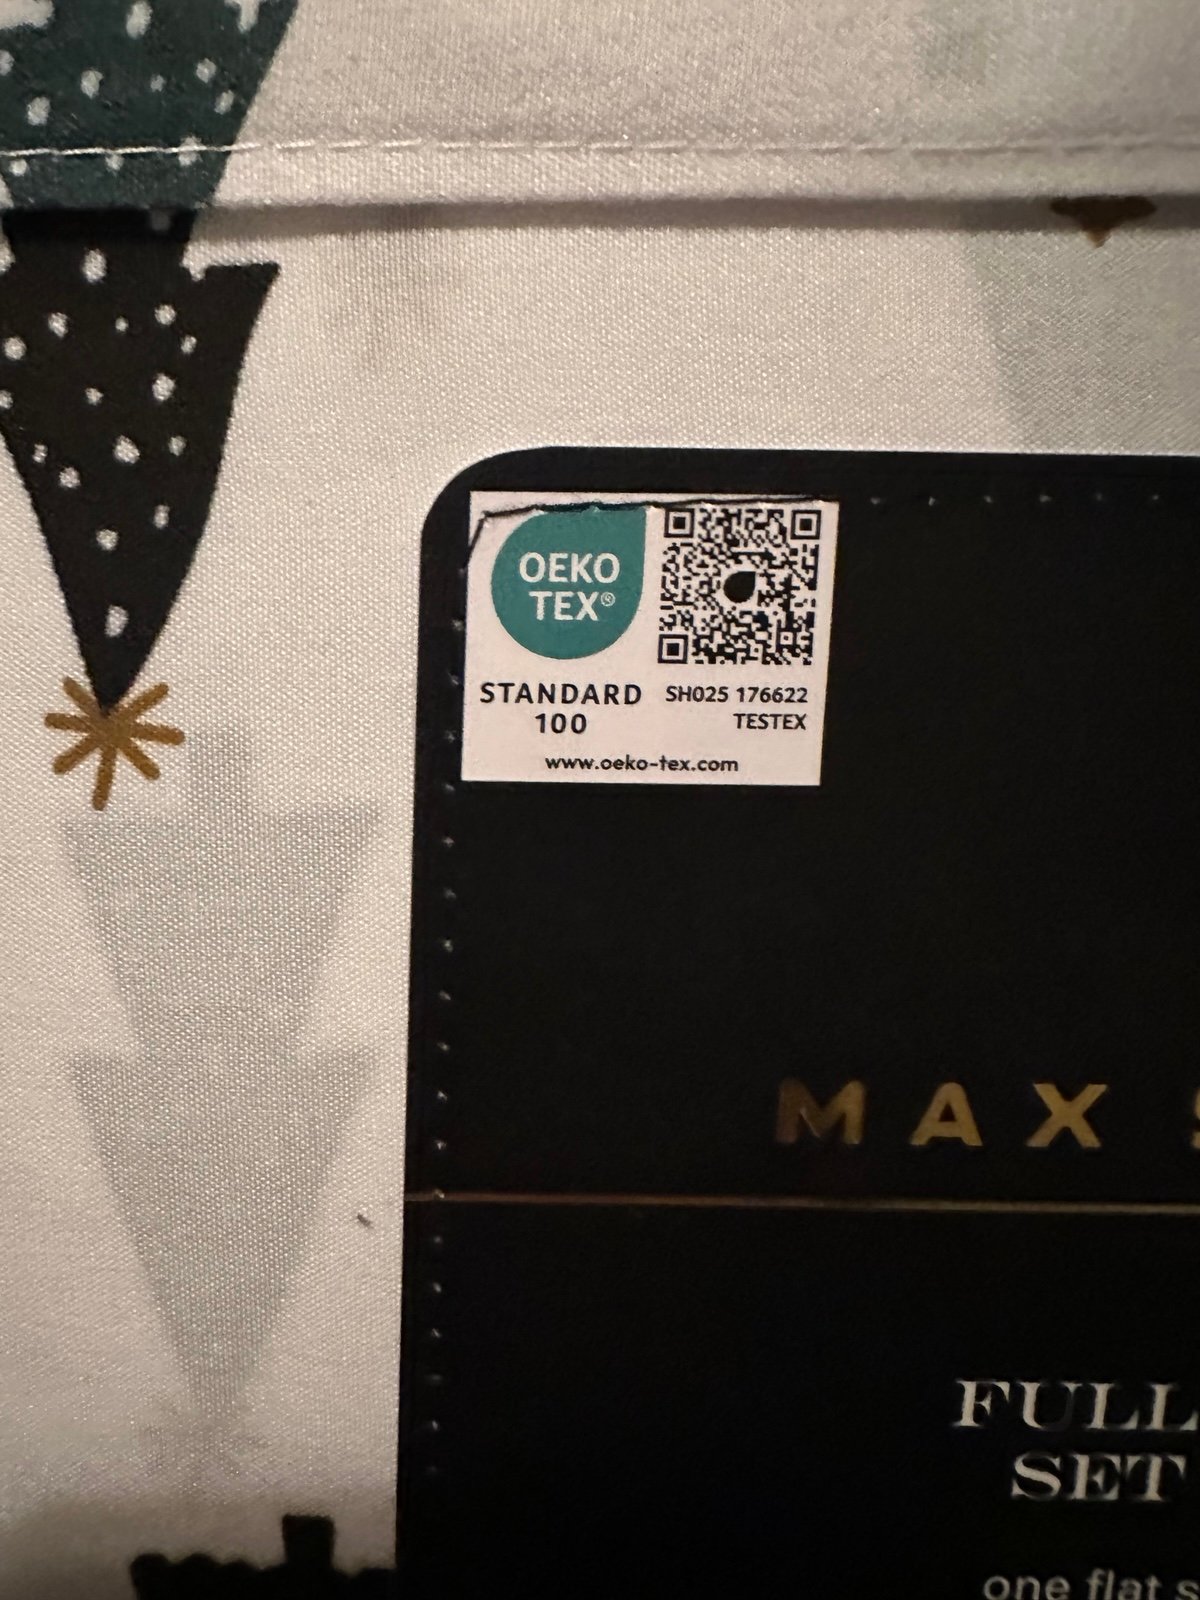 OEKO
TEX®
STANDARD
100
SH025 176622
TESTEX
www.oeko-tex.com
MAX
FULL
SET
one flat